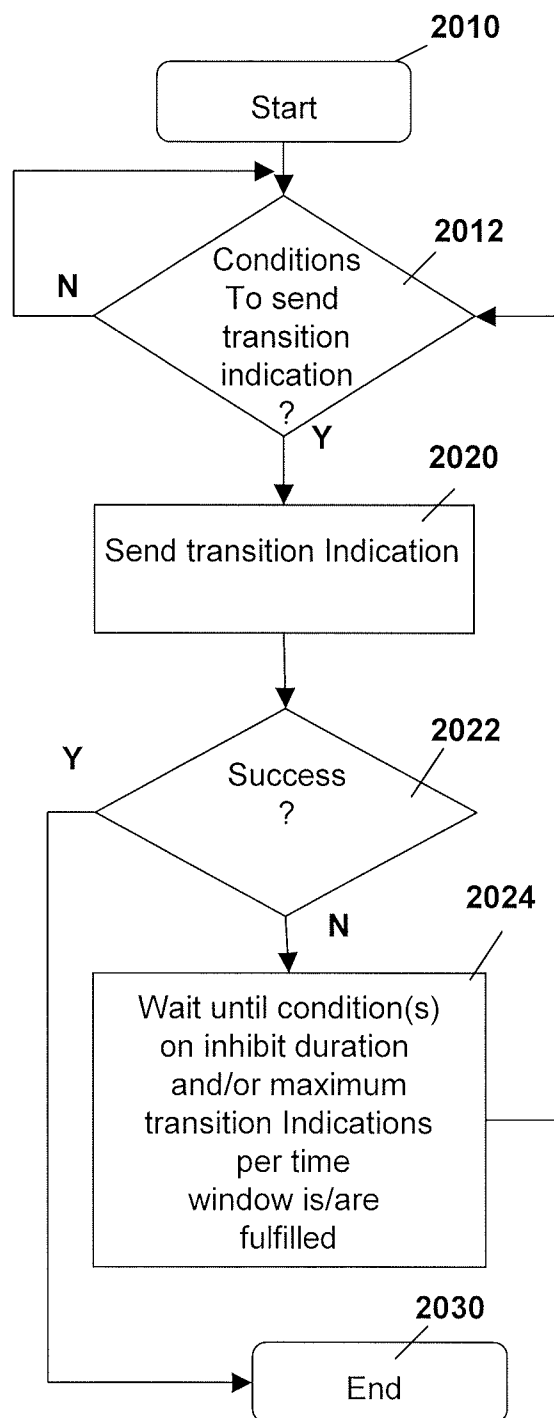 2010
Start
2012
Conditions
To send
transition
indication
?
N
Y
2020
Send transition Indication
2022
Y
Success
?
N
2024
Wait until condition(s)
on inhibit duration
and/or maximum
transition Indications
per time
window is/are
fulfilled
2030
End